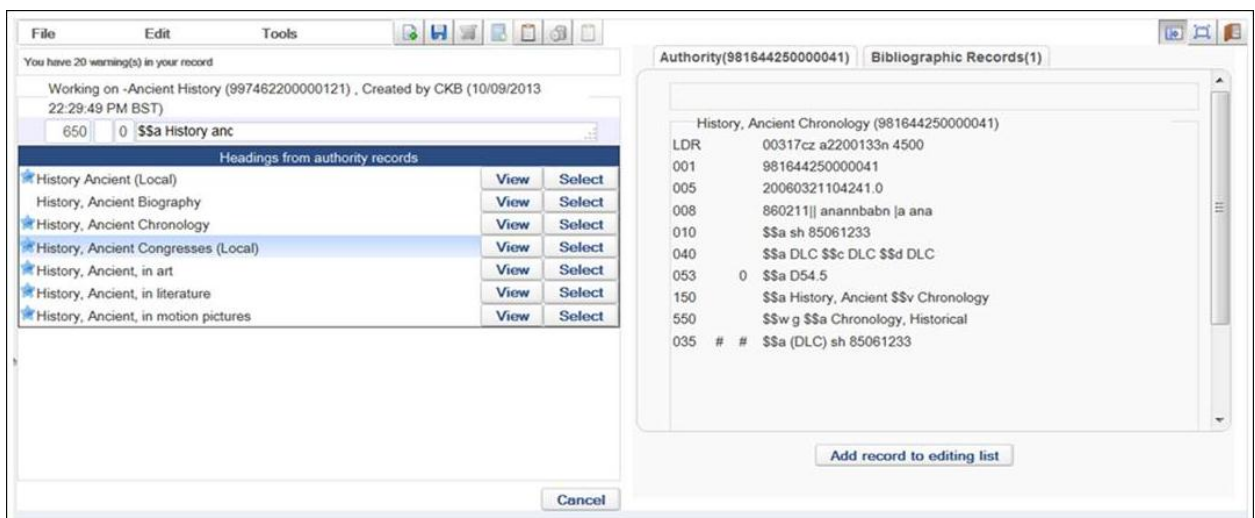 File Edit Tools
You have 20 warning(s) in your record
Working on -Ancient History (997462200000121) , Created by CKB (10/09/2013
22:29:49 PM BST)
650 0 $$a History anc
Headings from authority records
History Ancient (Local) View Select
History, Ancient Biography View Select
History, Ancient Chronology View Select
History, Ancient Congresses (Local) View Select
History, Ancient, in art View Select
History, Ancient, in literature View Select
History, Ancient, in motion pictures View Select
Cancel
Authority(981644250000041) Bibliographic Records(1)
History, Ancient Chronology (981644250000041)
LDR 00317cz a2200133n 4500
001 981644250000041
005 20060321104241.0
008 860211|| anannbabn |a ana
010 $$a sh 85061233
040 $$a DLC $$c DLC $$d DLC
053 0 $$a D54.5
150 $$a History, Ancient $$v Chronology
550 $$w g $$a Chronology, Historical
035 # # $$a (DLC) sh 85061233
Add record to editing list